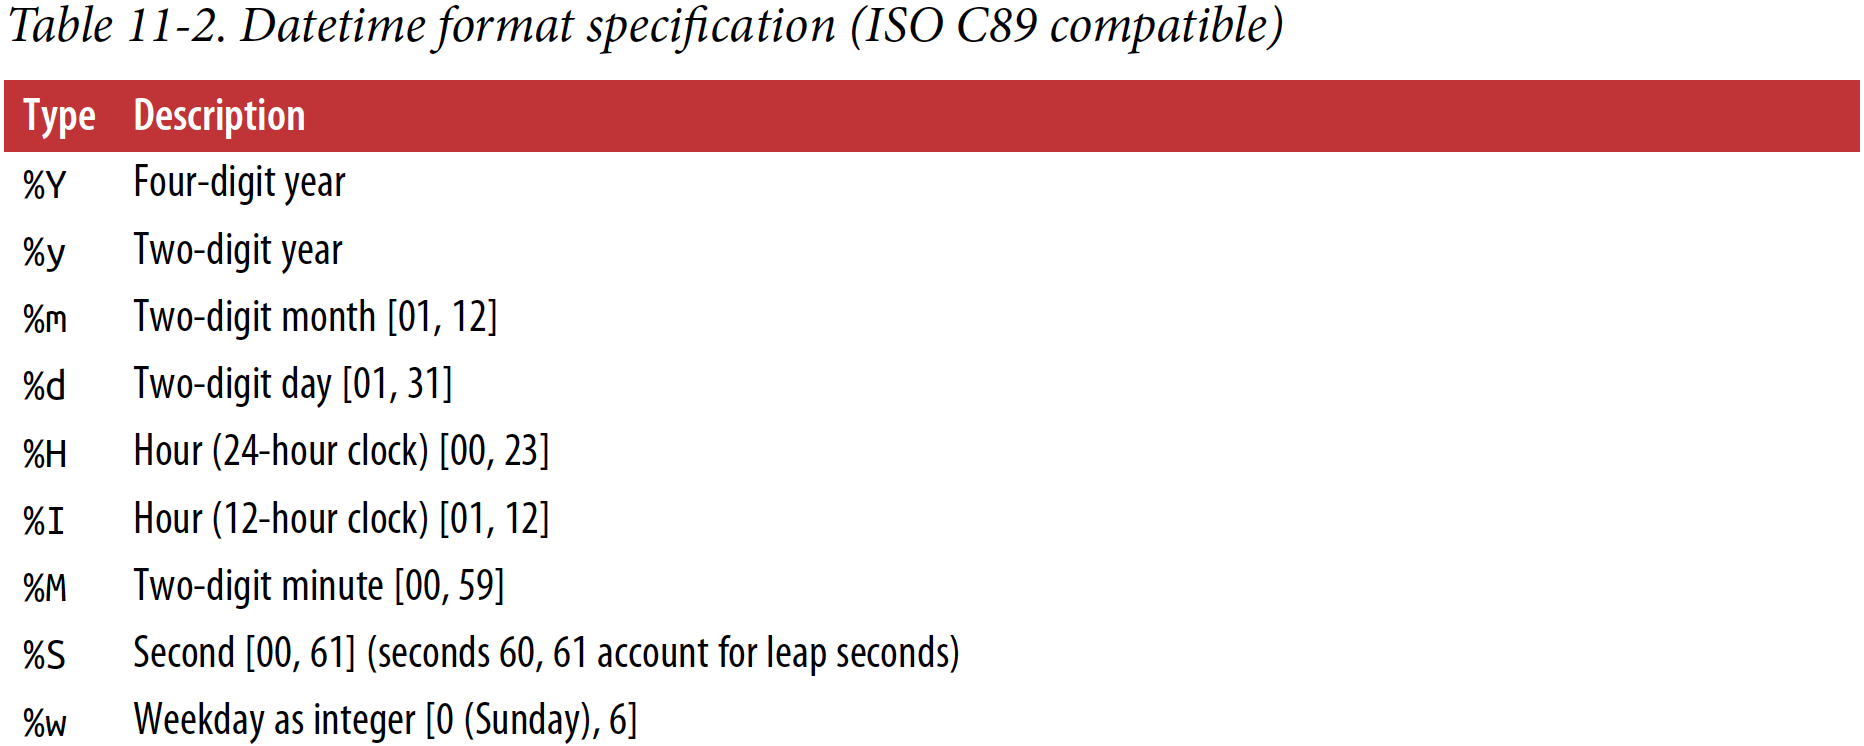 Table 11-2. Datetime format specification (ISO C89 compatible)
Type Description
%Y Four-digit year
%y Two-digit year
%m Two-digit month [01, 12]
%d Two-digit day [01, 31]
%H Hour (24-hour clock) [00, 23]
%I Hour (12-hour clock) [01, 12]
%M Two-digit minute [00, 59]
%S Second [00, 61] (seconds 60, 61 account for leap seconds)
%w Weekday as integer [0 (Sunday), 6]